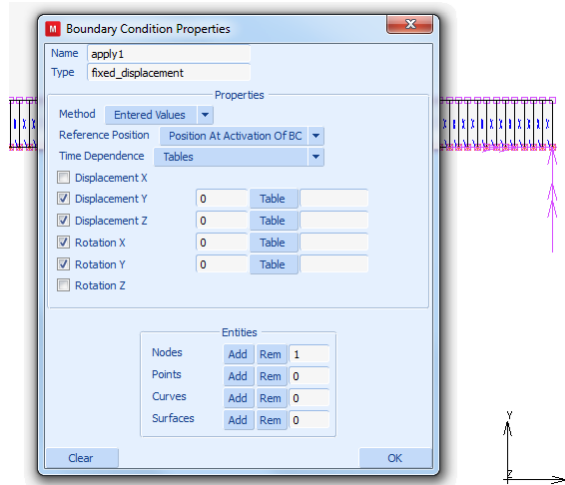 M Boundary Condition Properties x
Name apply1
Type fixed_displacement
Properties
Method Entered Values
Reference Position Position At Activation Of BC
Time Dependence Tables
Displacement X
Displacement Y 0 Table
Displacement Z 0 Table
Rotation X 0 Table
Rotation Y 0 Table
Rotation Z
Entities
Nodes Add Rem 1
Points Add Rem 0
Curves Add Rem 0
Surfaces Add Rem 0
Clear OK
Y
Z